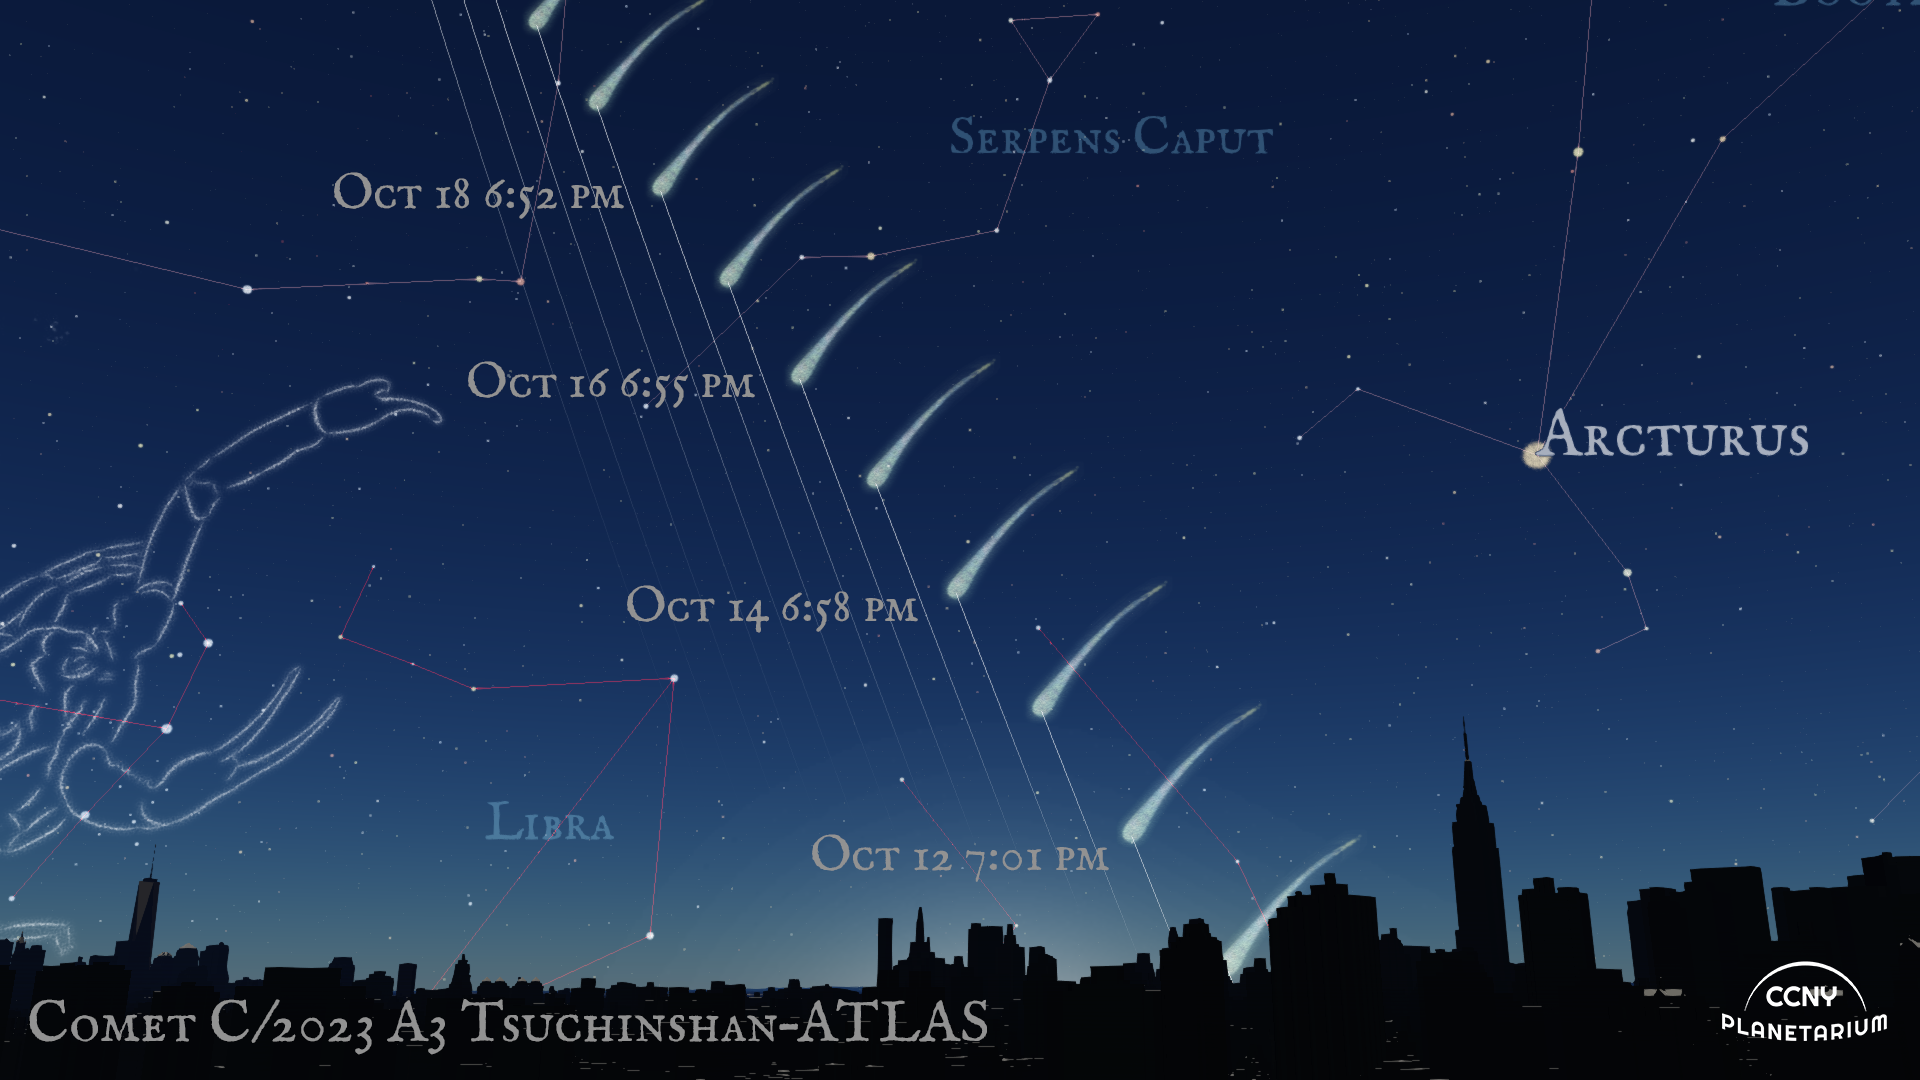 Serpens Caput
Oct 18 6:52 pm
Oct 16 6:55 pm
Arcturus
Oct 14 6:58 pm
Libra
Oct 12 7:01 pm
Comet C/2023 A3 Tsuchinshan-ATLAS
CCNY
PLANETARIUM